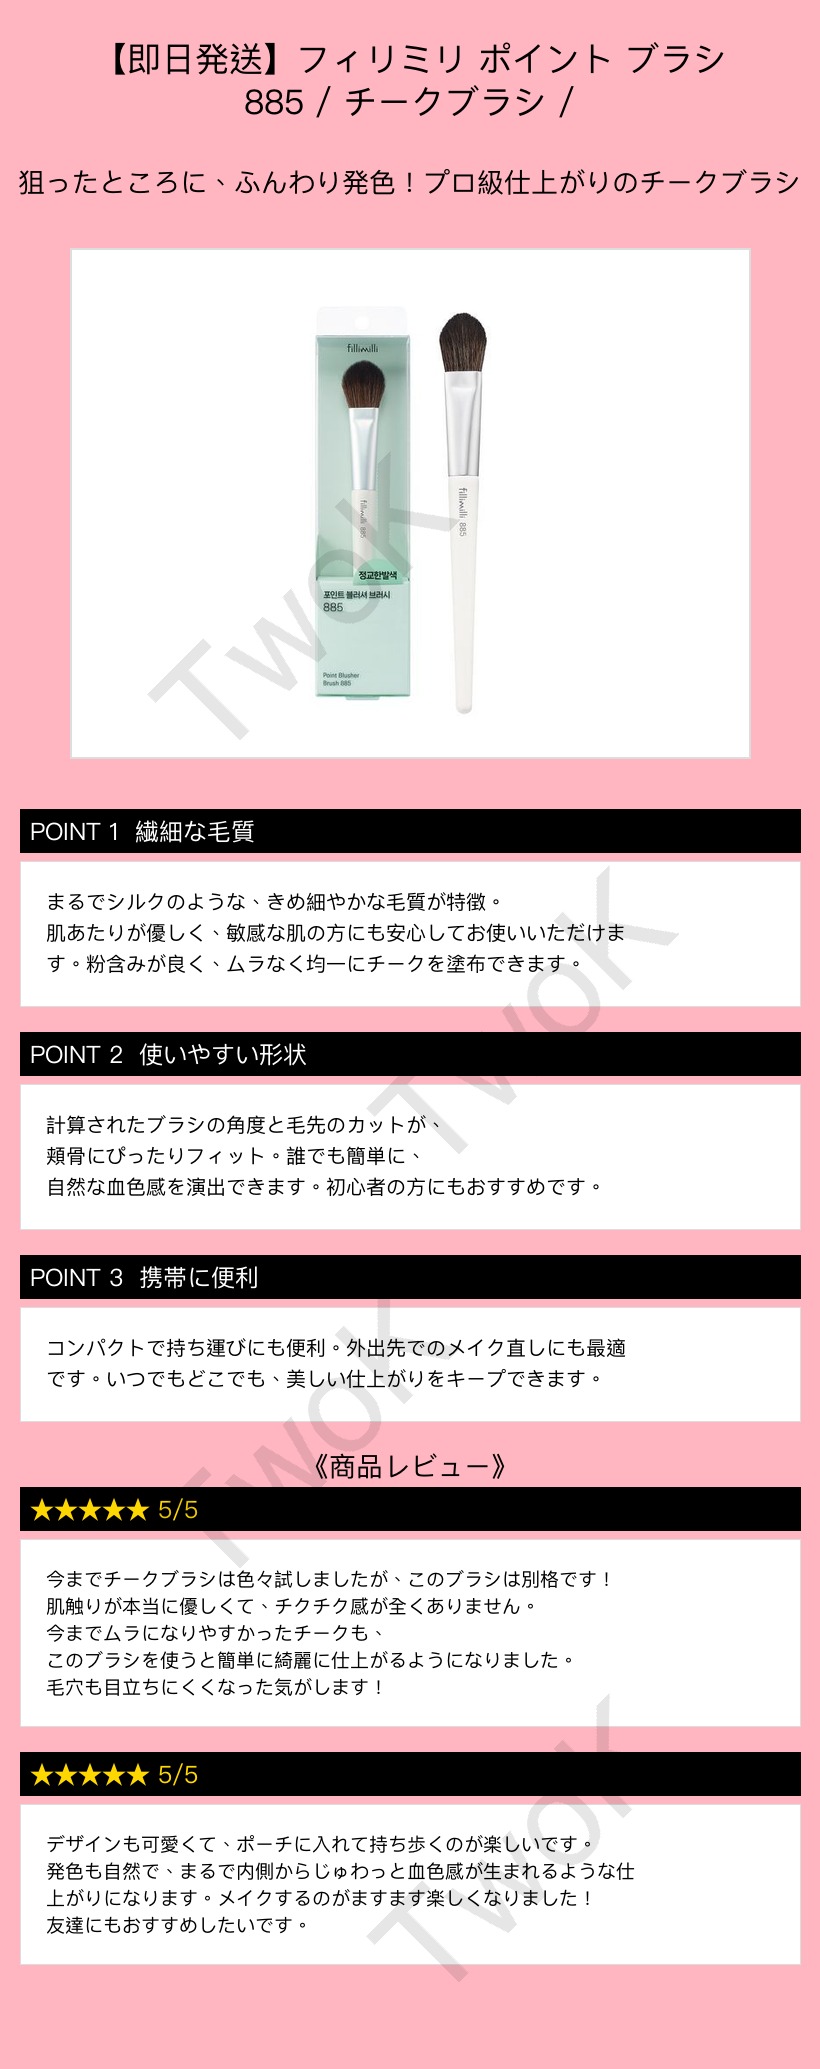 【即日発送】フィリミリ ポイント ブラシ
885 / チークブラシ /
狙ったところに、ふんわり発色！プロ級仕上がりのチークブラシ
fillimilli
fillimilli 885
fillimilli 885
정교한발색
포인트 블러셔 브러시
885
Point Blusher
Brush 885
TwoK
POINT 1 繊細な毛質
まるでシルクのような、きめ細やかな毛質が特徴。
肌あたりが優しく、敏感な肌の方にも安心してお使いいただけま
す。粉含みが良く、ムラなく均一にチークを塗布できます。
TwoK
POINT 2 使いやすい形状
計算されたブラシの角度と毛先のカットが、
頬骨にぴったりフィット。誰でも簡単に、
自然な血色感を演出できます。初心者の方にもおすすめです。
POINT 3 携帯に便利
コンパクトで持ち運びにも便利。外出先でのメイク直しにも最適
です。いつでもどこでも、美しい仕上がりをキープできます。
TwoK
《商品レビュー》
★★★★★ 5/5
今までチークブラシは色々試しましたが、このブラシは別格です！
肌触りが本当に優しくて、チクチク感が全くありません。
今までムラになりやすかったチークも、
このブラシを使うと簡単に綺麗に仕上がるようになりました。
毛穴も目立ちにくくなった気がします！
★★★★★ 5/5
デザインも可愛くて、ポーチに入れて持ち歩くのが楽しいです。
発色も自然で、まるで内側からじゅわっと血色感が生まれるような仕
上がりになります。メイクするのがますます楽しくなりました！
友達にもおすすめしたいです。
TwoK